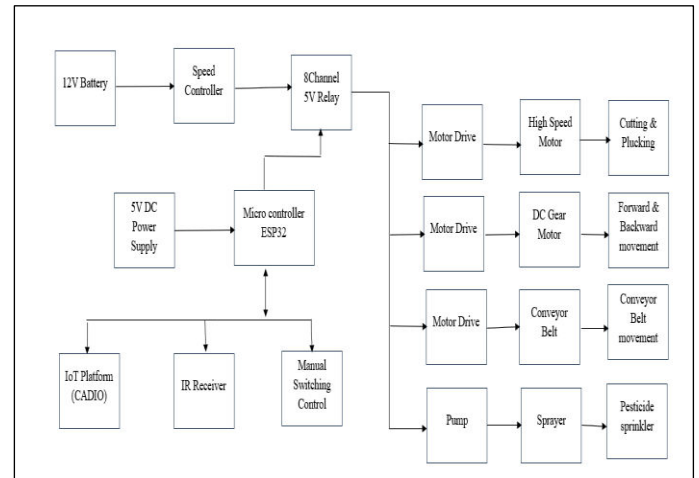 12V Battery
Speed
Controller
8Channel
5V Relay
Motor Drive
High Speed
Motor
Cutting &
Plucking
5V DC
Power
Supply
Micro controller
ESP32
Motor Drive
DC Gear
Motor
Forward &
Backward
movement
Motor Drive
Conveyor
Belt
Conveyor
Belt
movement
IoT Platform
(CADIO)
IR Receiver
Manual
Switching
Control
Pump
Sprayer
Pesticide
sprinkler